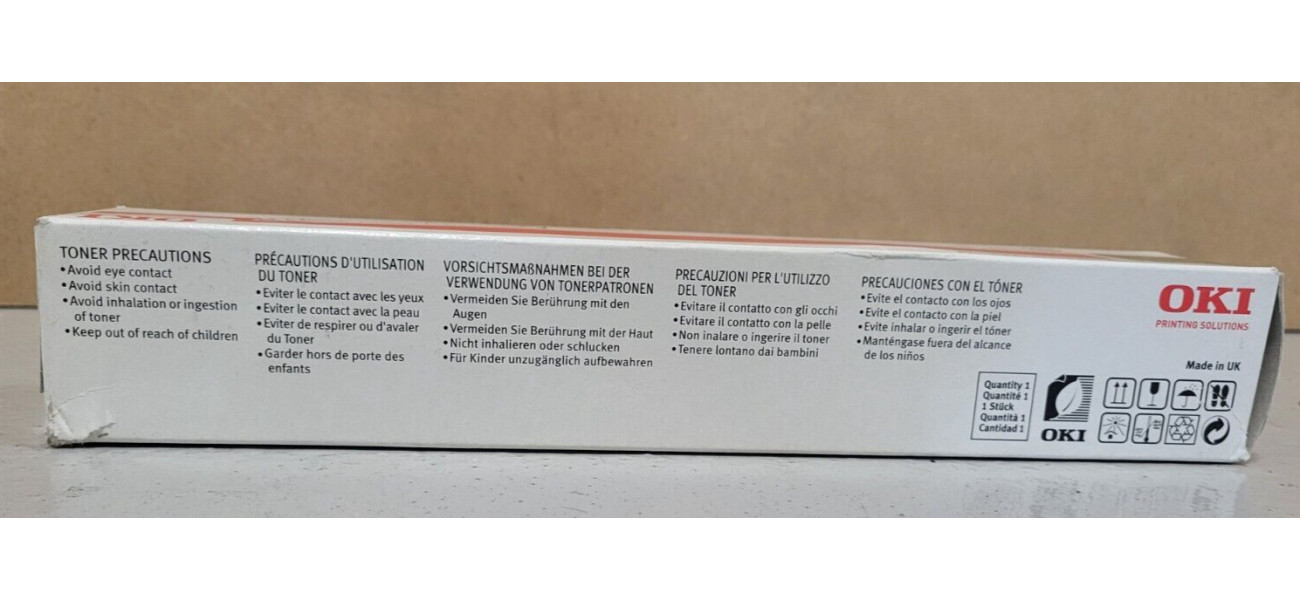 OKI
TONER PRECAUTIONS
•Avoid eye contact
•Avoid skin contact
•Avoid inhalation or ingestion
of toner
•Keep out of reach of children
PRÉCAUTIONS D'UTILISATION
DU TONER
•Eviter le contact avec les yeux
•Eviter le contact avec la peau
•Eviter de respirer ou d'avaler
du Toner
•Garder hors de porte des
enfants
VORSICHTSMAßNAHMEN BEI DER
VERWENDUNG VON TONERPATRONEN
•Vermeiden Sie Berührung mit den
Augen
•Vermeiden Sie Berührung mit der Haut
•Nicht inhalieren oder schlucken
•Für Kinder unzugänglich aufbewahren
PRECAUZIONI PER L'UTILIZZO
DEL TONER
•Evitare il contatto con gli occhi
•Evitare il contatto con la pelle
•Non inalare o ingerire il toner
•Tenere lontano dai bambini
PRECAUCIONES CON EL TÓNER
•Evite el contacto con los ojos
•Evite el contacto con la piel
•Evite inhalar o ingerir el tóner
•Manténgase fuera del alcance
de los niños
OKI
PRINTING SOLUTIONS
Made in UK
Quantity 1
Quantité 1
1 Stück
Quantità 1
Cantidad 1
OKI